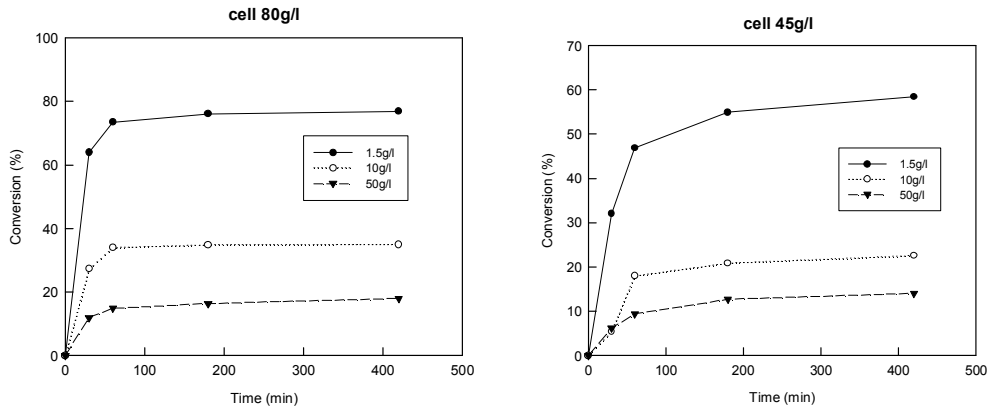 cell 80g/l
100
80
60
40
20
0
0 100 200 300 400 500
Time (min)
Conversion (%)
1.5g/l
10g/l
50g/l
cell 45g/l
70
60
50
40
30
20
10
0
0 100 200 300 400 500
Time (min)
Conversion (%)
1.5g/l
10g/l
50g/l